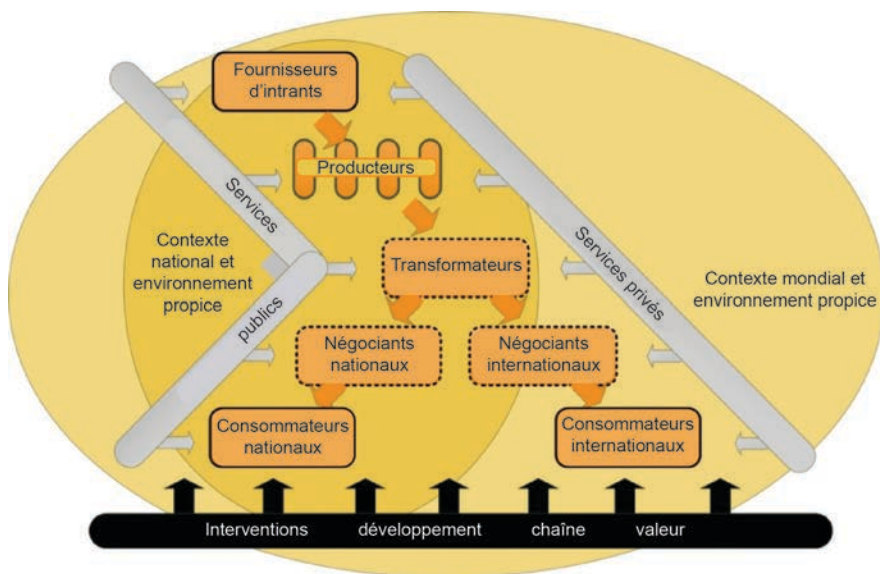 Fournisseurs
d'intrants
Producteurs
Services
publics
Contexte
national et
environnement
propice
Transformateurs
Services privés
Contexte mondial et
environnement propice
Négociants
nationaux
Négociants
internationaux
Consommateurs
nationaux
Consommateurs
internationaux
Interventions développement chaîne valeur